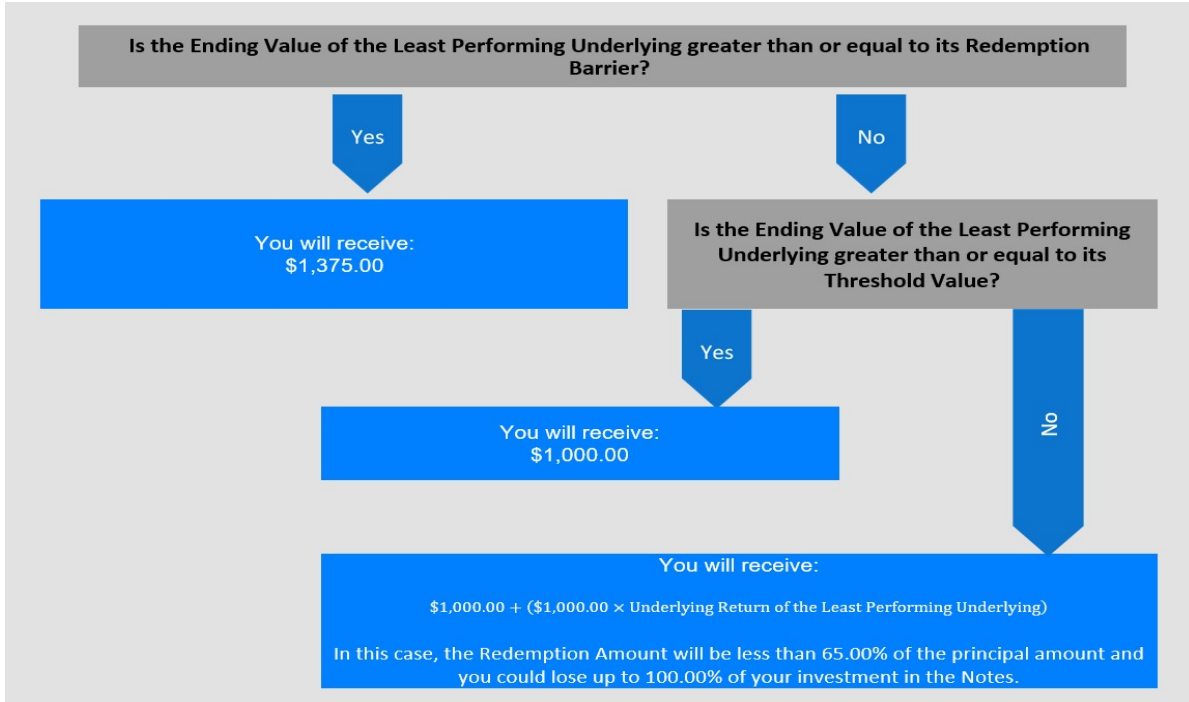 Is the Ending Value of the Least Performing Underlying greater than or equal to its Redemption
Barrier?
Yes
No
You will receive:
$1,375.00
Is the Ending Value of the Least Performing
Underlying greater than or equal to its
Threshold Value?
Yes
No
You will receive:
$1,000.00
You will receive:
$1,000.00 + ($1,000.00 × Underlying Return of the Least Performing Underlying)
In this case, the Redemption Amount will be less than 65.00% of the principal amount and
you could lose up to 100.00% of your investment in the Notes.